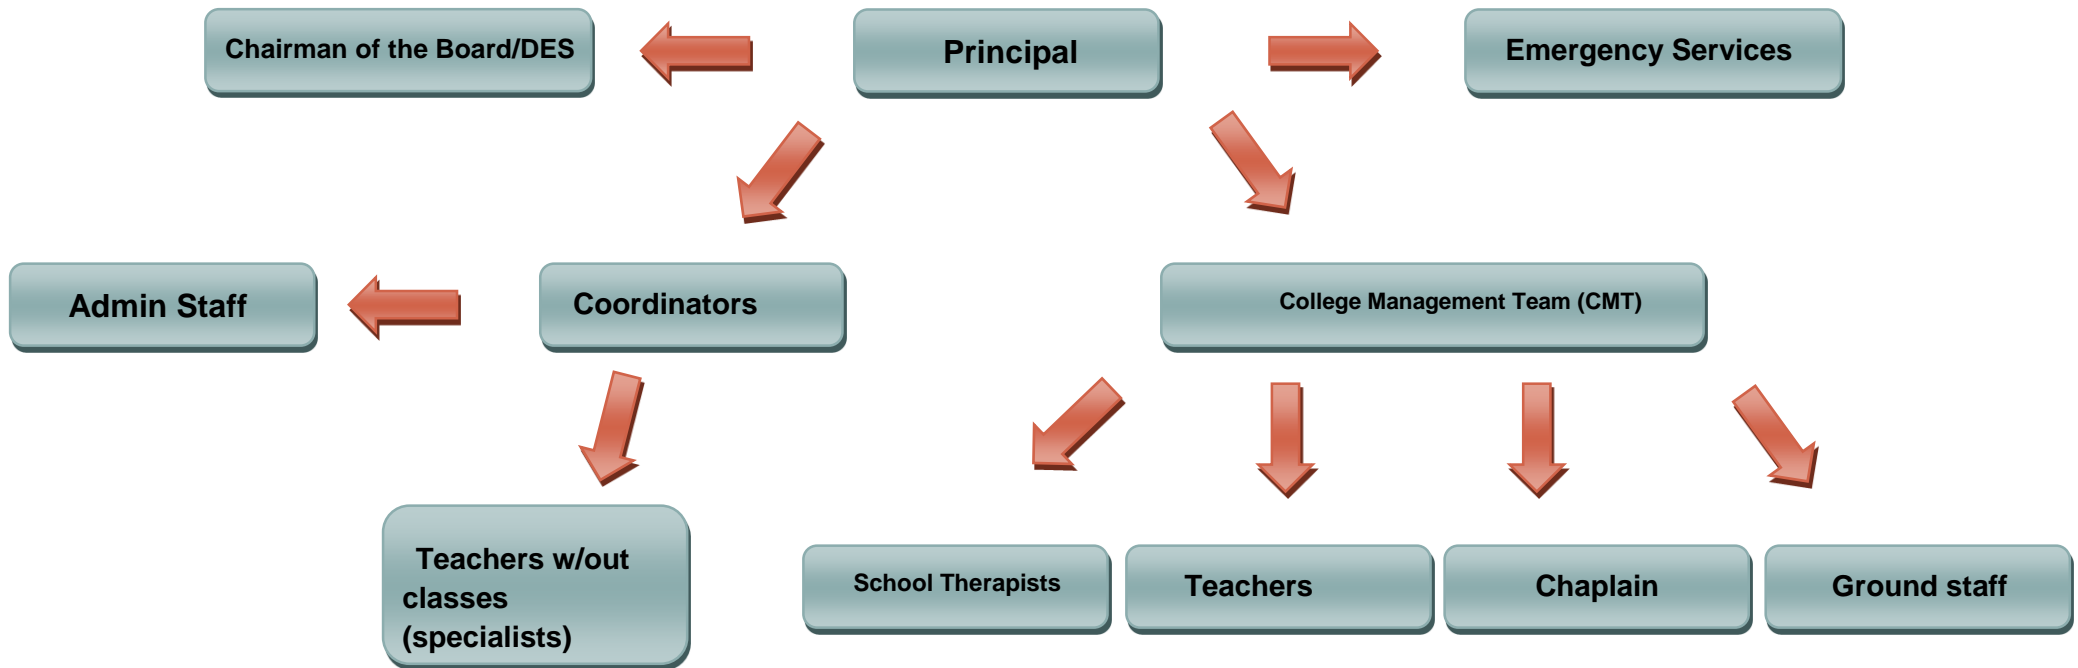 Chairman of the Board/DES
Principal
Emergency Services
Admin Staff
Coordinators
College Management Team (CMT)
Teachers w/out
classes
(specialists)
School Therapists
Teachers
Chaplain
Ground staff